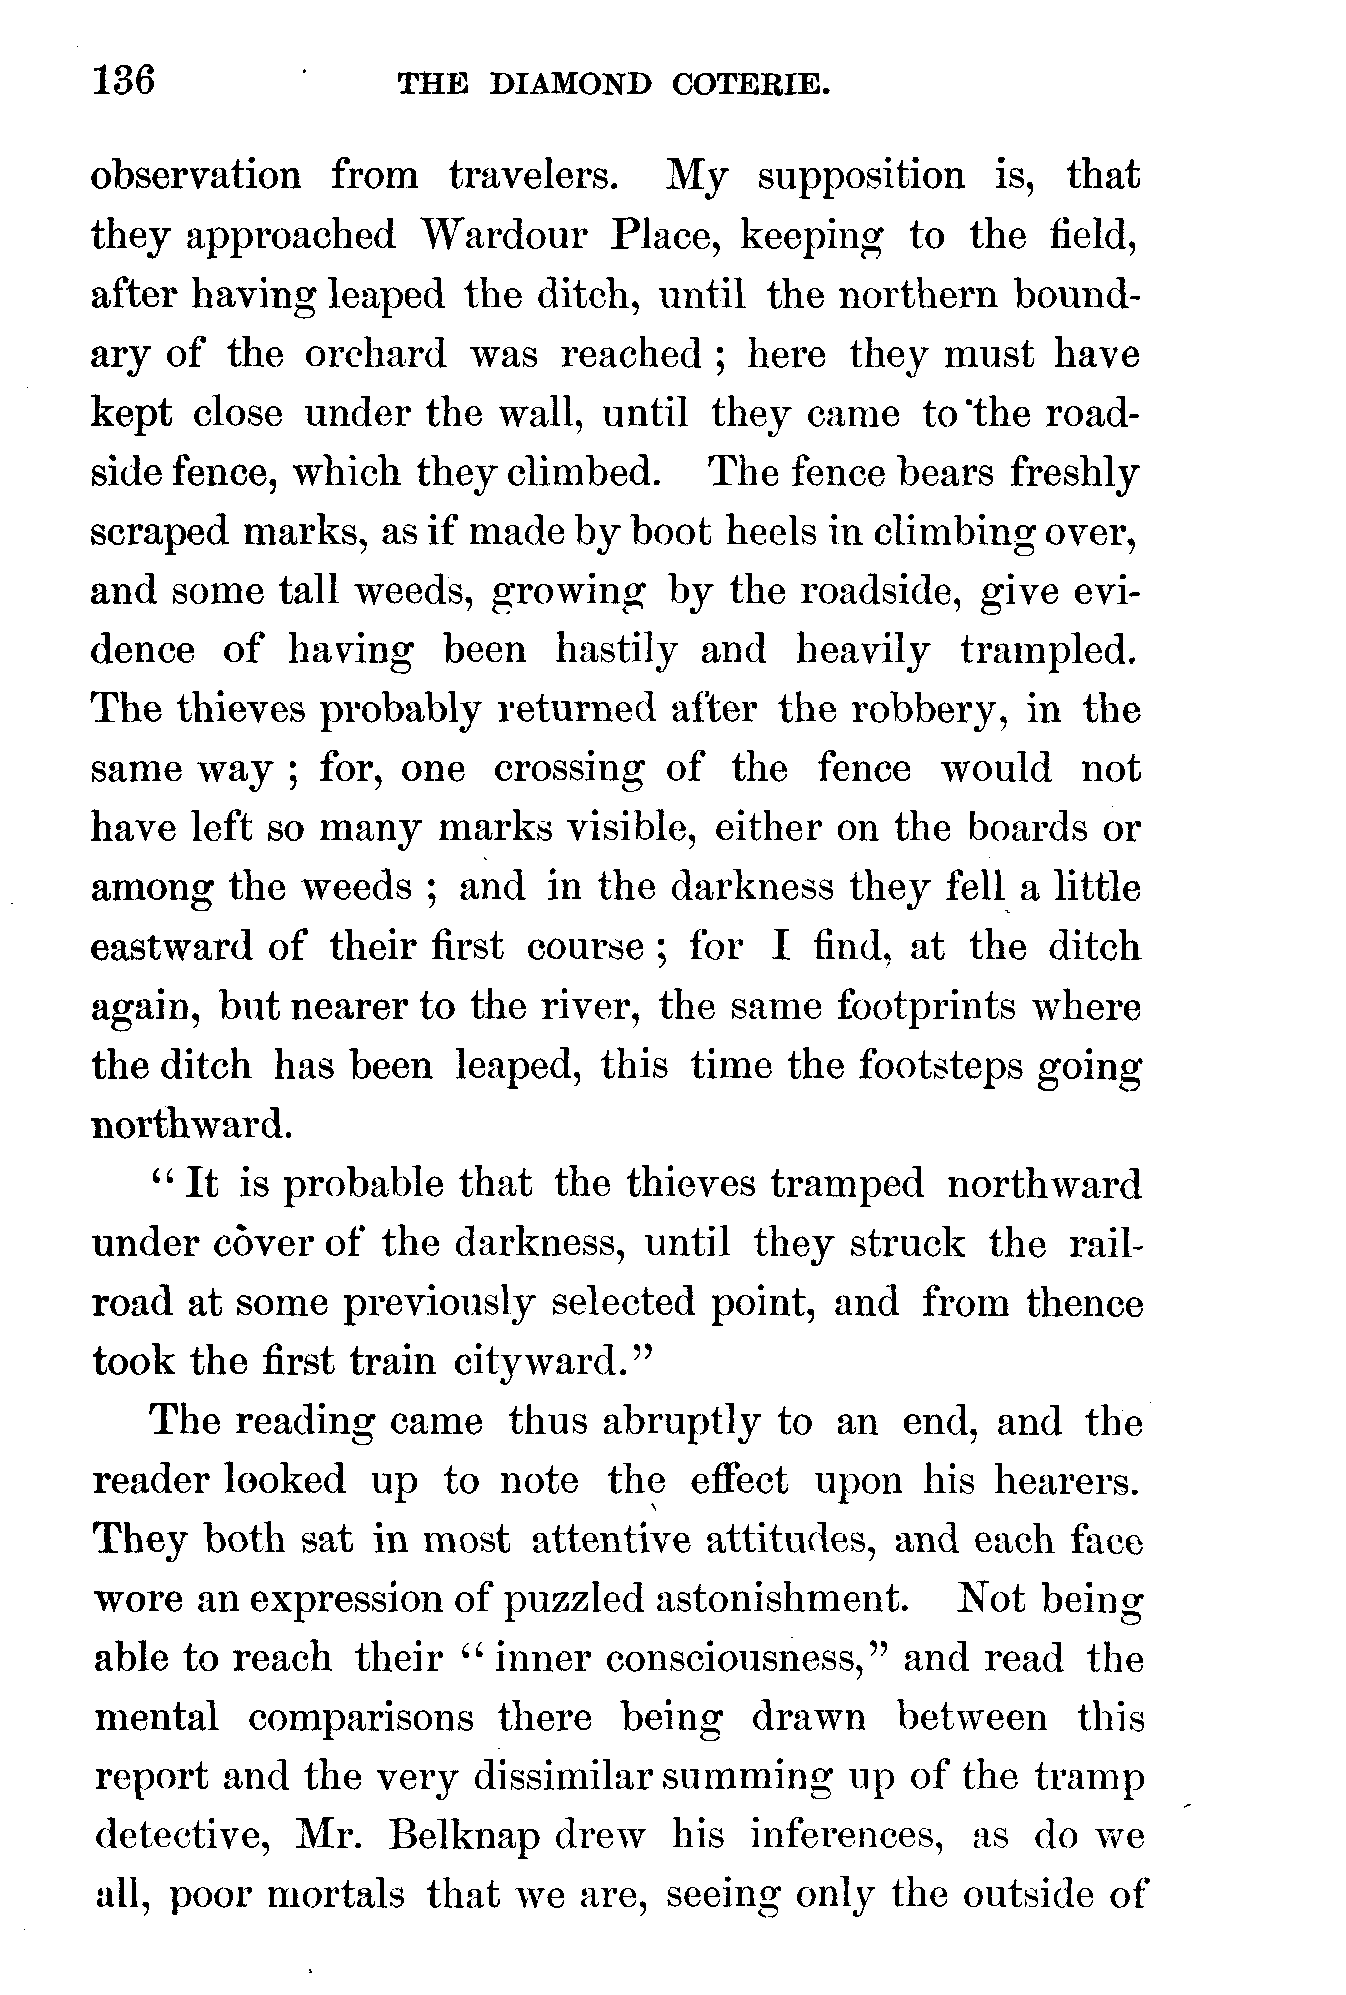 136 THE DIAMOND COTERIE.
observation from travelers. My supposition is, that
they approached Wardour Place, keeping to the field,
after having leaped the ditch, until the northern bound-
ary of the orchard was reached ; here they must have
kept close under the wall, until they came to the road-
side fence, which they climbed. The fence bears freshly
scraped marks, as if made by boot heels in climbing over,
and some tall weeds, growing by the roadside, give evi-
dence of having been hastily and heavily trampled.
The thieves probably returned after the robbery, in the
same way ; for, one crossing of the fence would not
have left so many marks visible, either on the boards or
among the weeds ; and in the darkness they fell a little
eastward of their first course ; for I find, at the ditch
again, but nearer to the river, the same footprints where
the ditch has been leaped, this time the footsteps going
northward.
“ It is probable that the thieves tramped northward
under cover of the darkness, until they struck the rail-
road at some previously selected point, and from thence
took the first train cityward.”
The reading came thus abruptly to an end, and the
reader looked up to note the effect upon his hearers.
They both sat in most attentive attitudes, and each face
wore an expression of puzzled astonishment. Not being
able to reach their “ inner consciousness,” and read the
mental comparisons there being drawn between this
report and the very dissimilar summing up of the tramp
detective, Mr. Belknap drew his inferences, as do we
all, poor mortals that we are, seeing only the outside of